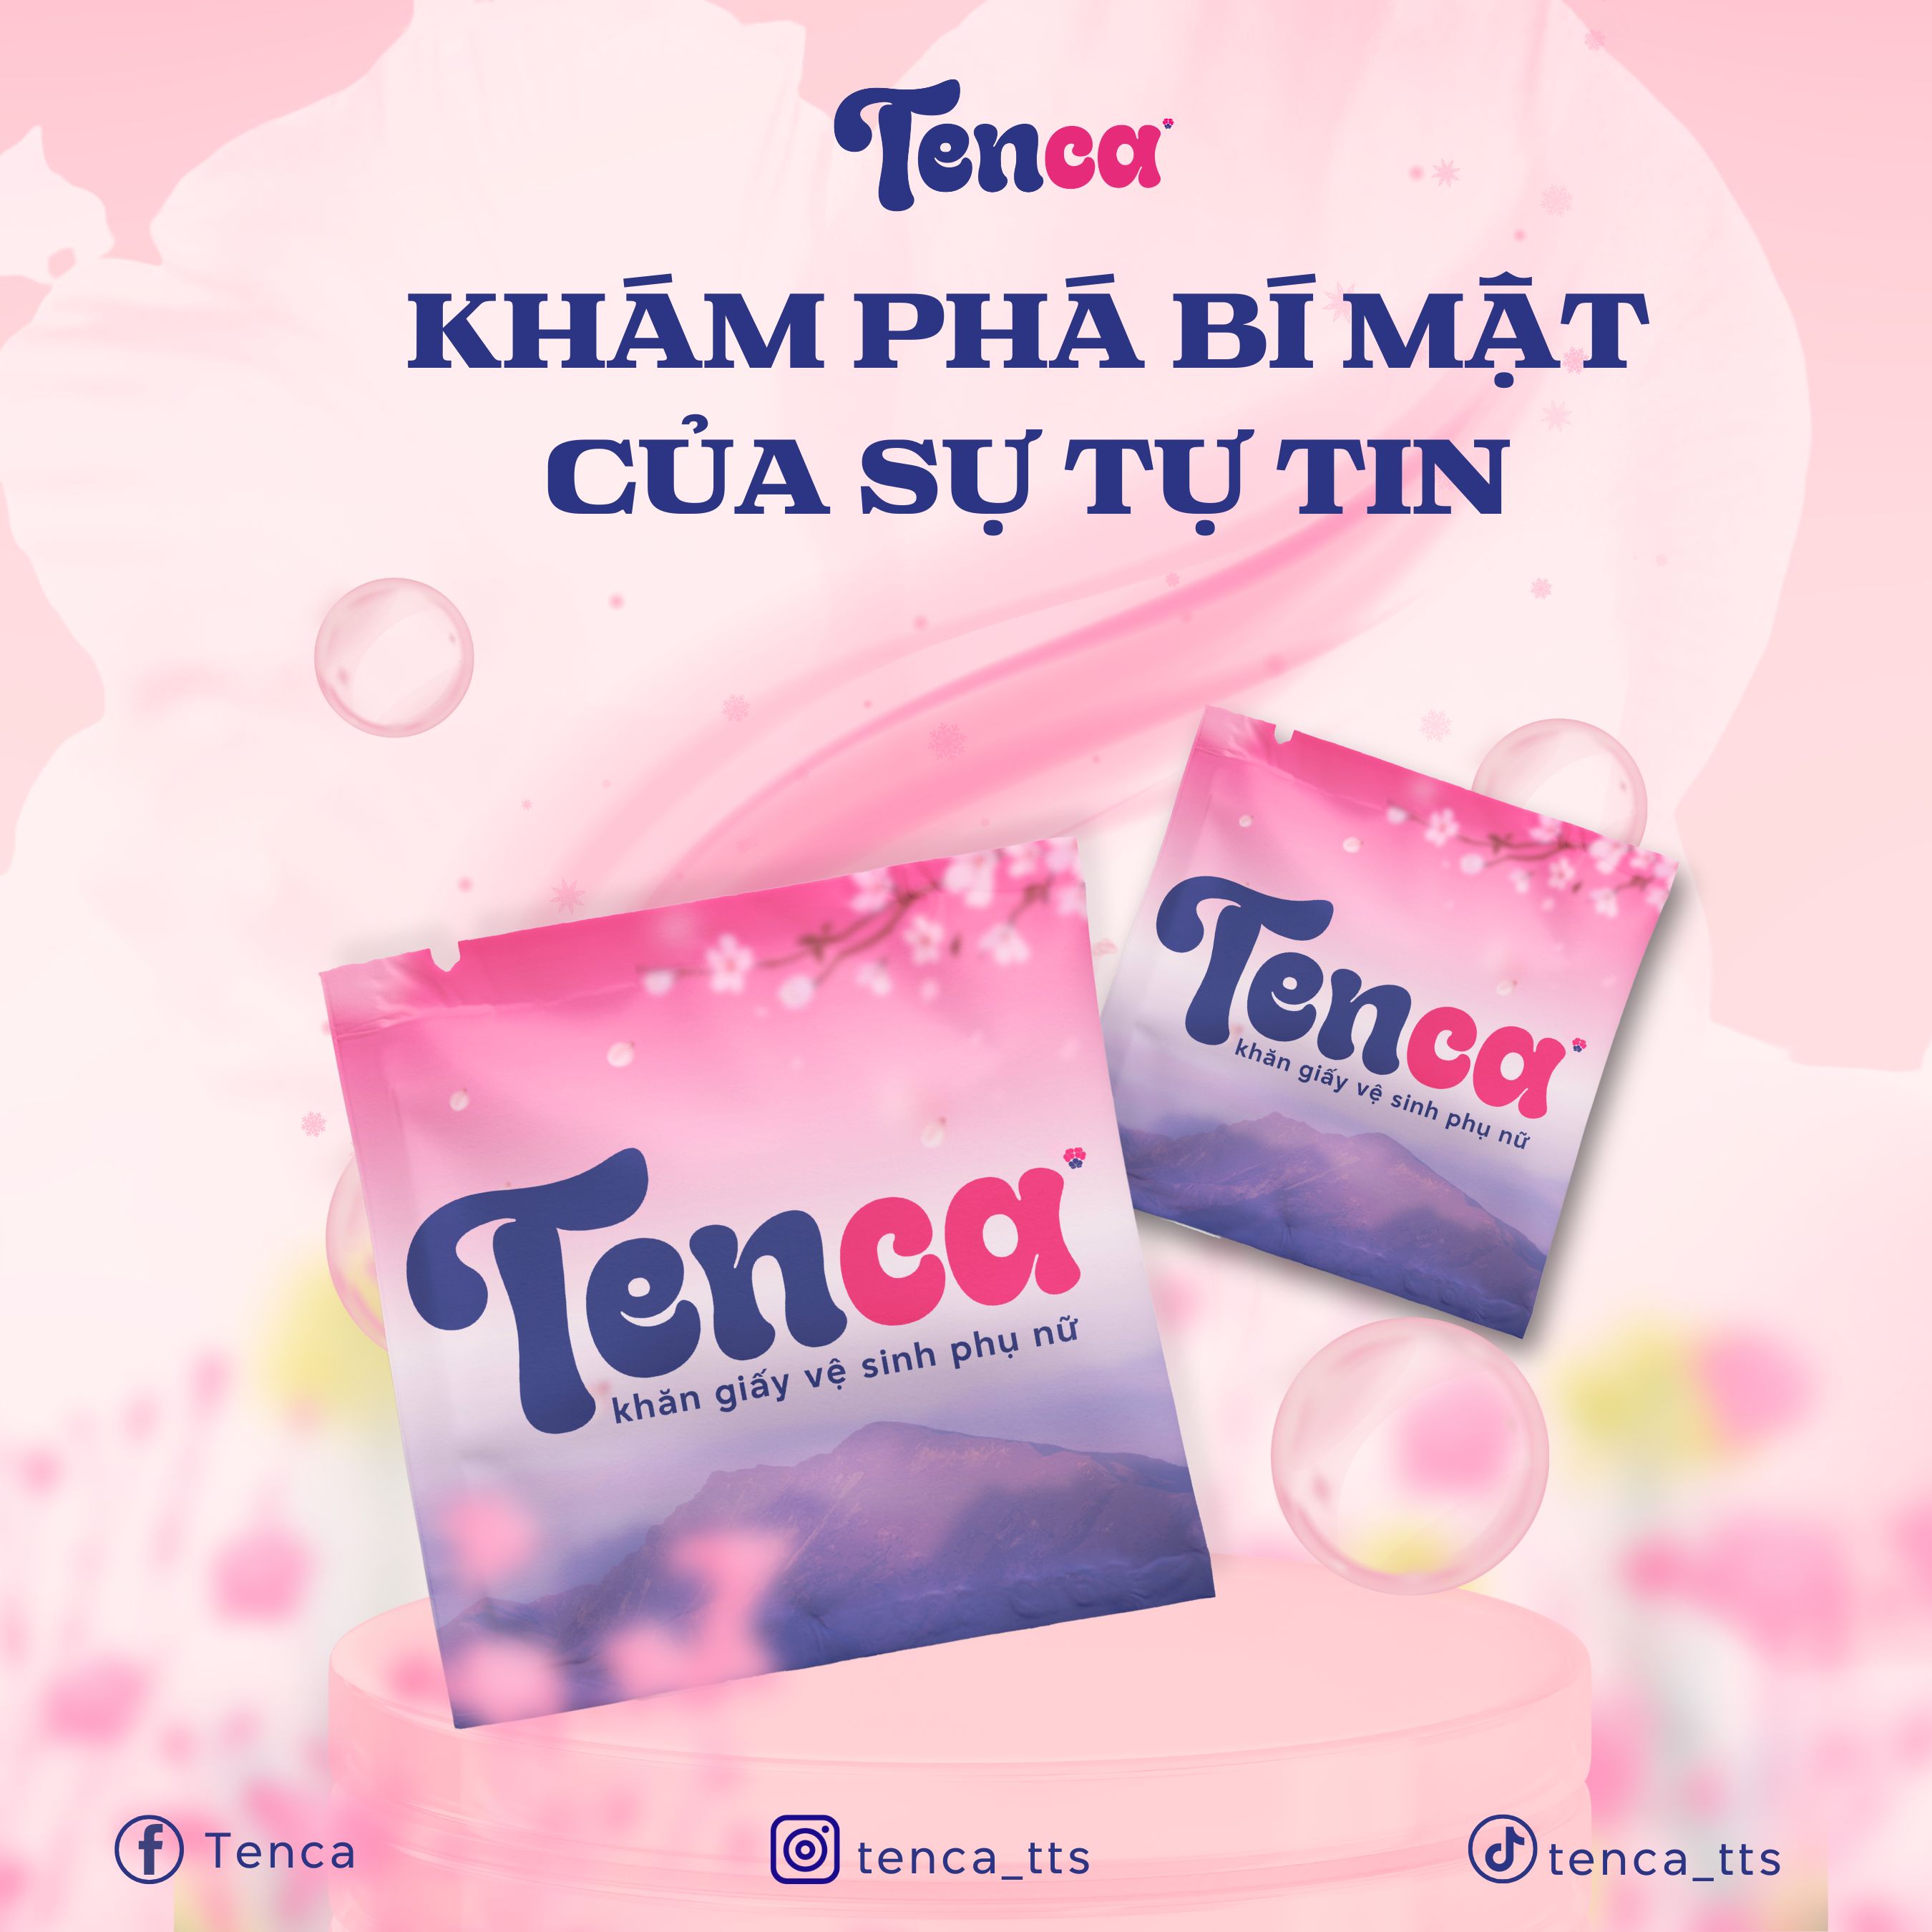 Tenca
KHÁM PHÁ BÍ MẬT
CỦA SỰ TỰ TIN
Tenca
khăn giấy vệ sinh phụ nữ
Tenca
khăn giấy vệ sinh phụ nữ
Tenca
tenca_tts
tenca_tts